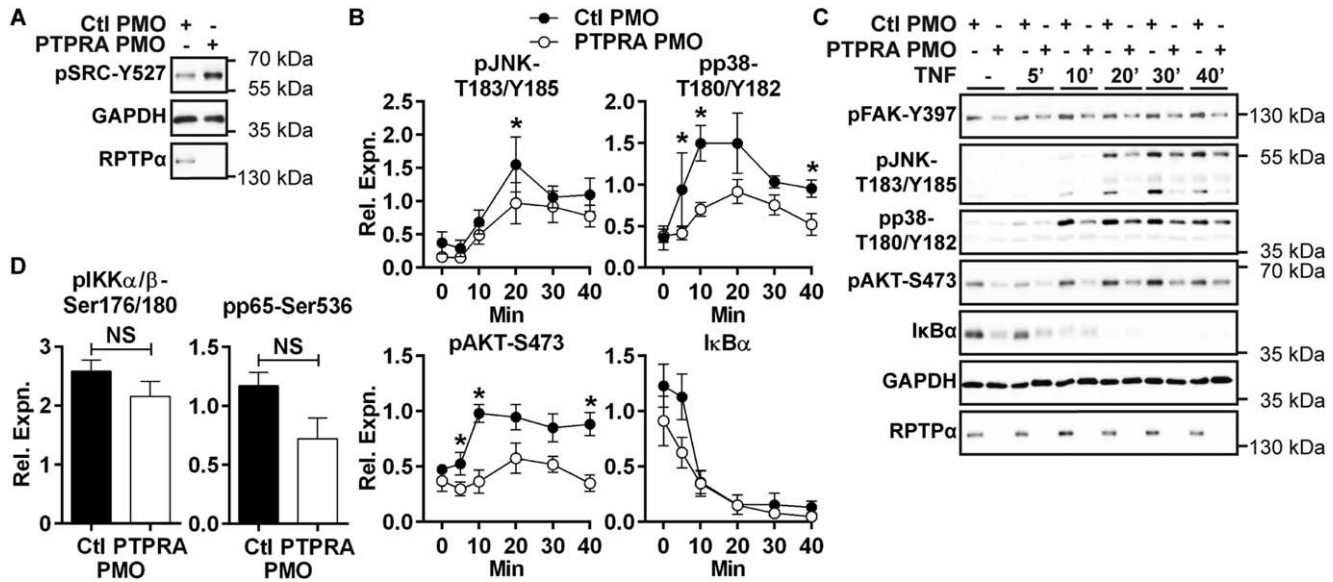 A
Ctl PMO + -
PTPRA PMO - +
pSRC-Y527
70 kDa
55 kDa
GAPDH
35 kDa
RPTPα
130 kDa
B
Ctl PMO
PTPRA PMO
pJNK-
T183/Y185
Rel. Expn.
2.5
2.0
1.5
1.0
0.5
0.0
*
0 10 20 30 40
Min
pp38-
T180/Y182
2.0
1.5
1.0
0.5
0.0
* * *
0 10 20 30 40
Min
pAKT-S473
Rel. Expn.
1.5
1.0
0.5
0.0
* * *
0 10 20 30 40
Min
IκBα
1.5
1.0
0.5
0.0
0 10 20 30 40
Min
C
Ctl PMO + - + - + - + - + - + -
PTPRA PMO - + - + - + - + - + - +
TNF - 5' 10' 20' 30' 40'
pFAK-Y397
130 kDa
pJNK-
T183/Y185
55 kDa
pp38-
T180/Y182
35 kDa
pAKT-S473
70 kDa
IκBα
35 kDa
GAPDH
35 kDa
RPTPα
130 kDa
D
pIKKα/β-
Ser176/180
NS
Rel. Expn.
3
2
1
0
Ctl PTPRA
PMO
pp65-Ser536
NS
1.5
1.0
0.5
0.0
Ctl PTPRA
PMO